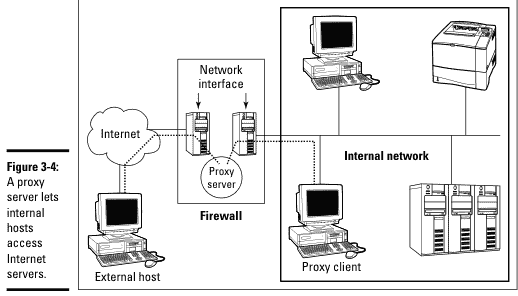 Network
interface
Internet
Proxy
server
Firewall
Internal network
Proxy client
External host
Figure 3-4:
A proxy
server lets
internal
hosts
access
Internet
servers.